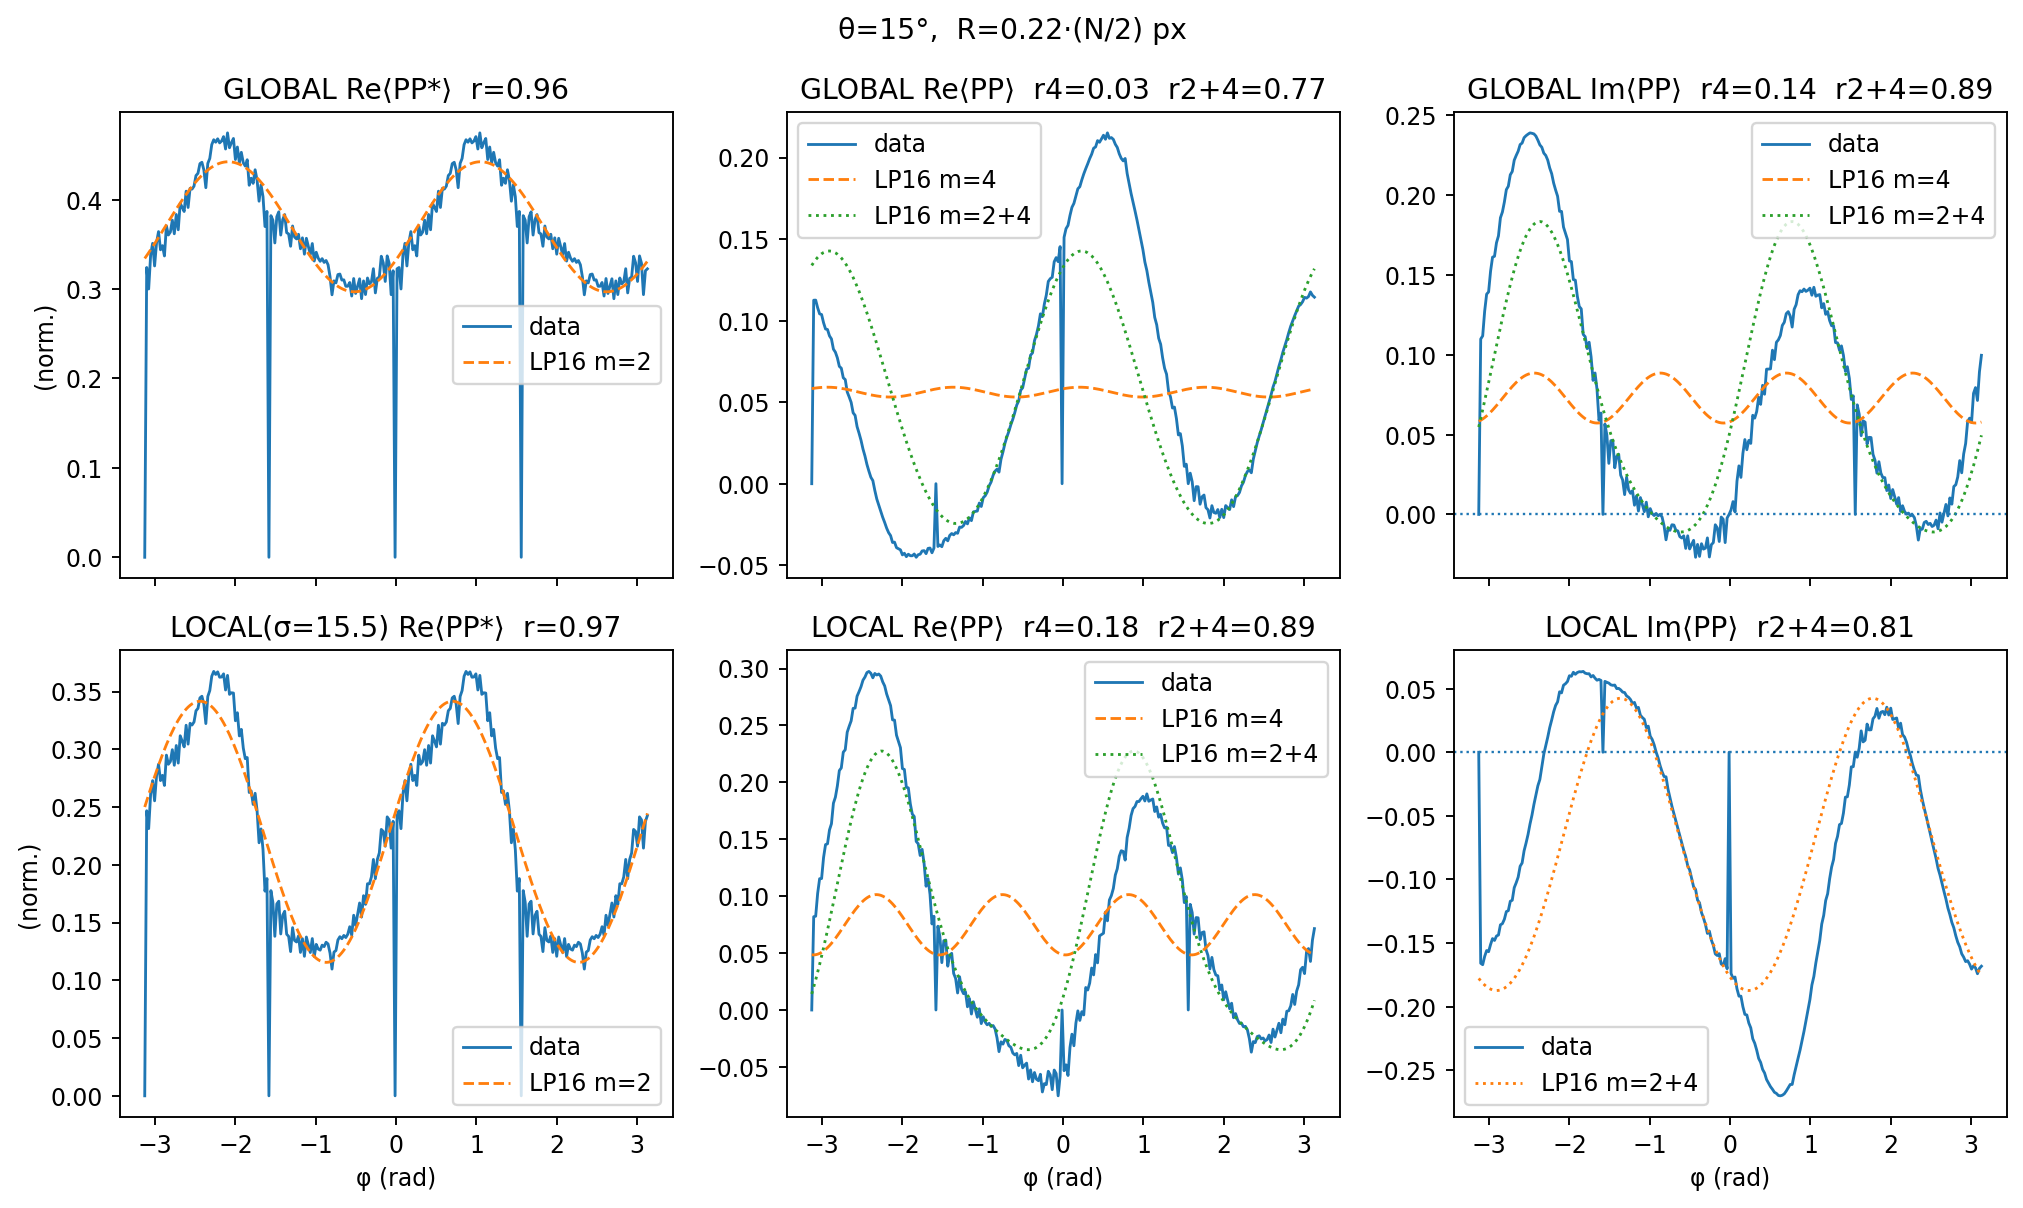 θ=15°,  R=0.22·(N/2) px
GLOBAL Re⟨PP*⟩  r=0.96
(norm.)
0.4
0.3
0.2
0.1
0.0
data
LP16 m=2
−3
−2
−1
0
1
2
3
GLOBAL Re⟨PP⟩  r4=0.03  r2+4=0.77
0.20
0.15
0.10
0.05
0.00
−0.05
data
LP16 m=4
LP16 m=2+4
GLOBAL Im⟨PP⟩  r4=0.14  r2+4=0.89
0.25
0.20
0.15
0.10
0.05
0.00
data
LP16 m=4
LP16 m=2+4
LOCAL(σ=15.5) Re⟨PP*⟩  r=0.97
(norm.)
0.35
0.30
0.25
0.20
0.15
0.10
0.05
0.00
data
LP16 m=2
−3 −2 −1 0 1 2 3
φ (rad)
LOCAL Re⟨PP⟩  r4=0.18  r2+4=0.89
0.30
0.25
0.20
0.15
0.10
0.05
0.00
−0.05
data
LP16 m=4
LP16 m=2+4
−3 −2 −1 0 1 2 3
φ (rad)
LOCAL Im⟨PP⟩  r2+4=0.81
0.05
0.00
−0.05
−0.10
−0.15
−0.20
−0.25
data
LP16 m=2+4
−3 −2 −1 0 1 2 3
φ (rad)